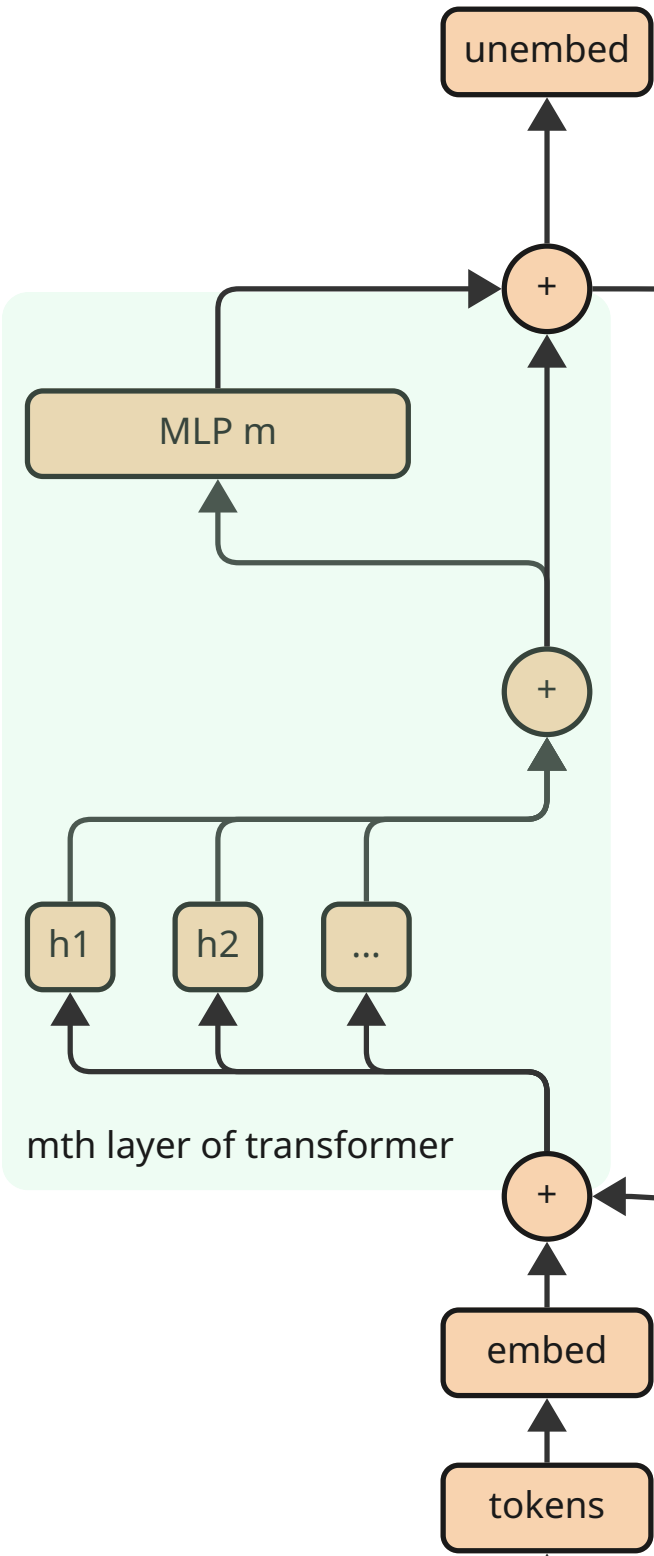 unembed
+
MLP m
+
h1
h2
...
mth layer of transformer
+
embed
tokens